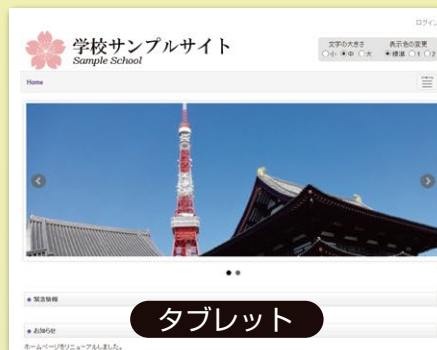 ログイン
学校サンプルサイト
Sample School
文字の大きさ 表示色の変更
小 中 大 標準 1 2
Home
緊急情報
タブレット
お知らせ
ホームページをリニューアルしました。